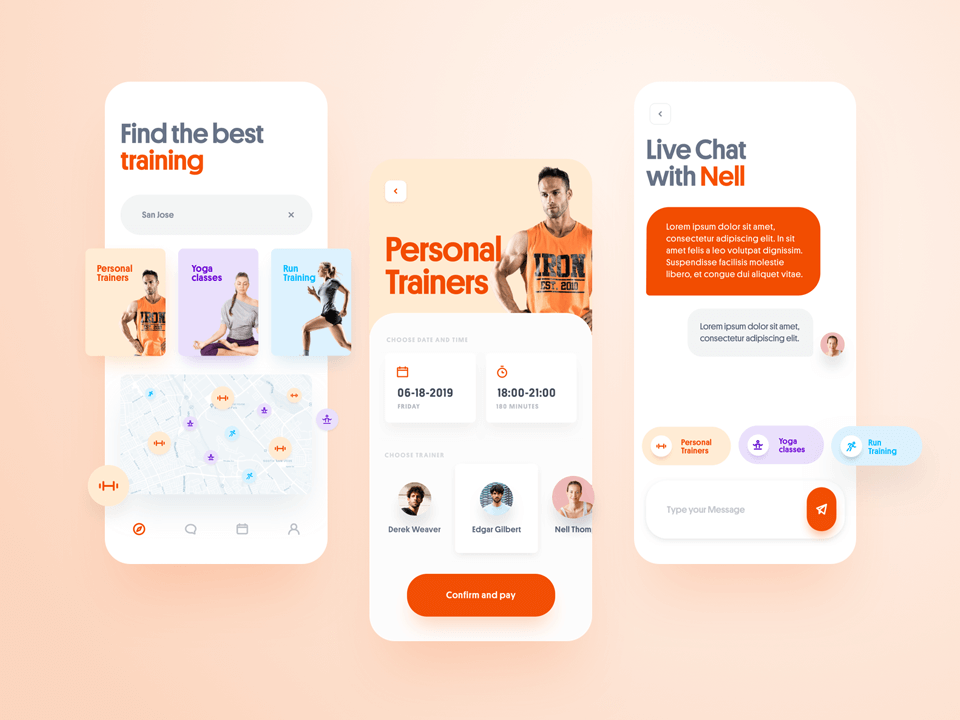 Find the best
training
San Jose
Personal
Trainers
IRON
Yoga
classes
Run
Training
Personal
Trainers
IRON
EST. 2010
CHOOSE DATE AND TIME
06-18-2019
FRIDAY
18:00-21:00
180 MINUTES
CHOOSE TRAINER
Derek Weaver
Edgar Gilbert
Nell Thom
Confirm and pay
Live Chat
with Nell
Lorem ipsum dolor sit amet,
consectetur adipiscing elit. In sit
amet felis a leo volutpat dignissim.
Suspendisse facilisis molestie
libero, et congue dui aliquet vitae.
Lorem ipsum dolor sit amet,
consectetur adipiscing elit.
Personal
Trainers
Yoga
classes
Run
Training
Type your Message